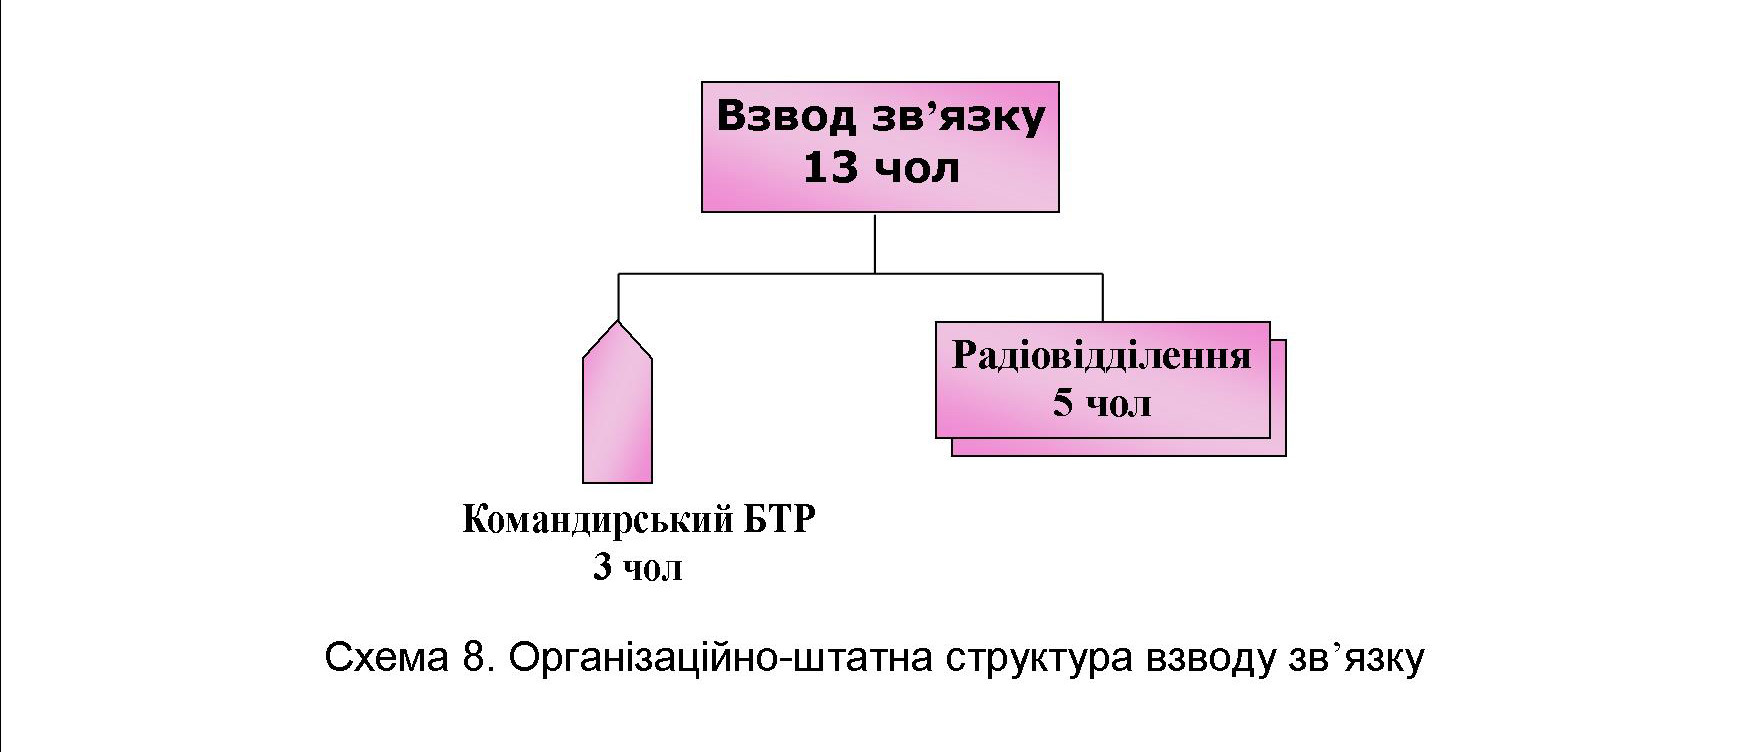 Взвод зв’язку
13 чол
Радіовідділення
5 чол
Командирський БТР
3 чол
Схема 8. Організаційно-штатна структура взводу зв’язку